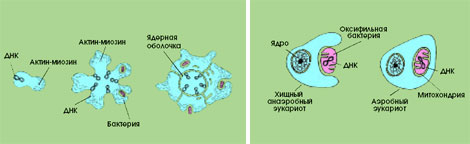 ДНК
Актин-миозин
Актин-миозин
ДНК
Бактерия
Ядерная
оболочка
Ядро
ДНК
Хищный
анаэробный
эукариот
Оксифильная
бактерия
Аэробный
эукариот
ДНК
Митохондрия